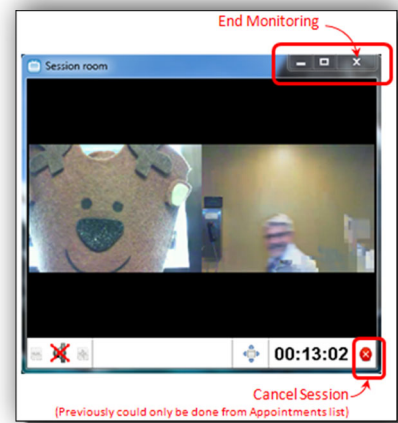 End Monitoring
Session room
00:13:02
Cancel Session
(Previously could only be done from Appointments list)